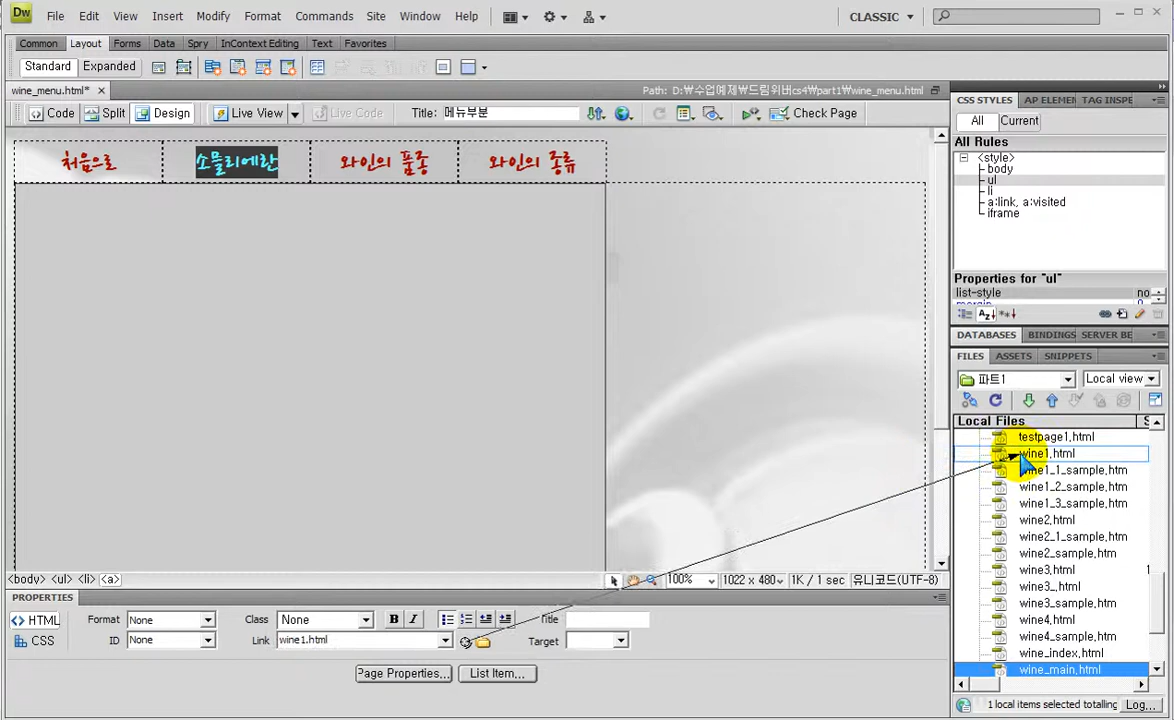 Dw File Edit View Insert Modify Format Commands Site Window Help CLASSIC
Common Layout Forms Data Spry InContext Editing Text Favorites
Standard Expanded
wine_menu.html* Path: D:₩수업예제₩드림위버cs4₩part1₩wine_menu.html
Code Split Design Live View Live Code Title: 메뉴부분 Check Page
처음으로 소믈리에란 와인의 품종 와인의 종류
CSS STYLES AP ELEMEN TAG INSPE
All Current
All Rules
<style>
body
ul
li
a:link, a:visited
iframe
Properties for "ul"
list-style no
DATABASES BINDINGS SERVER BE
FILES ASSETS SNIPPETS
파트1 Local view
Local Files S
testpage1.html
wine1.html
wine1_1_sample.htm
wine1_2_sample.htm
wine1_3_sample.htm
wine2.html
wine2_1_sample.htm
wine2_sample.htm
wine3.html
wine3_.html
wine3_sample.htm
wine4.html
wine4_sample.htm
wine_index.html
wine_main.html
1 local items selected totalling Log...
<body> <ul> <li> <a> 100% 1022 x 480 1K / 1 sec 유니코드(UTF-8)
PROPERTIES
HTML Format None Class None B I Title
CSS ID None Link wine1.html Target
Page Properties... List Item...